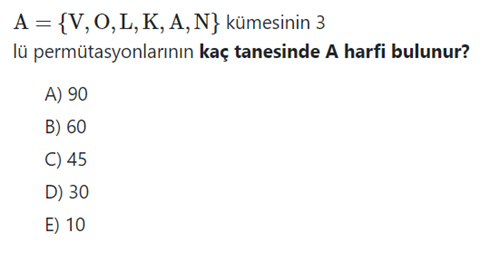 A = {V, O, L, K, A, N} kümesinin 3
lü permütasyonlarının kaç tanesinde A harfi bulunur?
A) 90
B) 60
C) 45
D) 30
E) 10